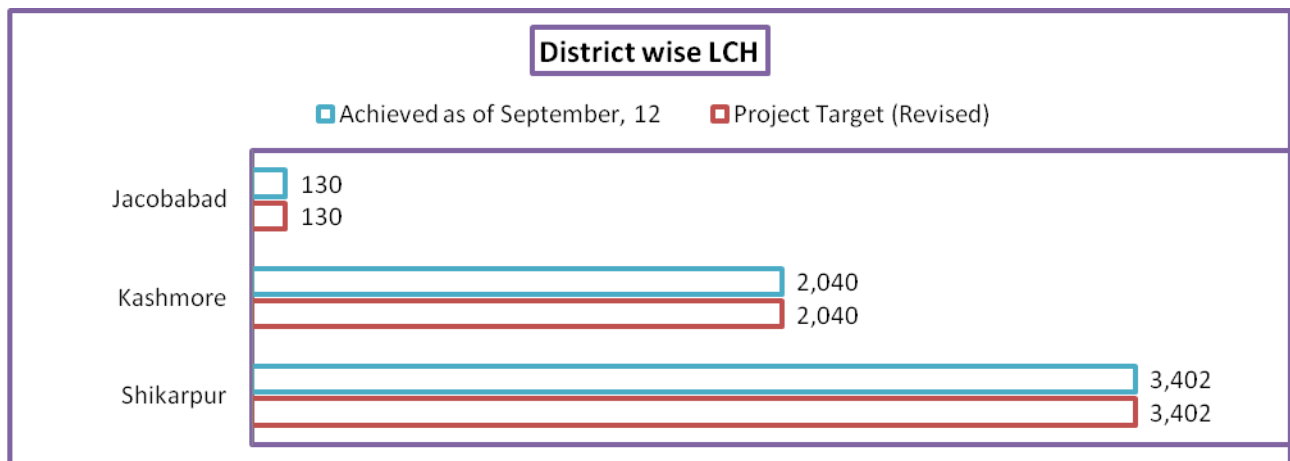 District wise LCH
Achieved as of September, 12 Project Target (Revised)
Jacobabad
130
130
Kashmore
2,040
2,040
Shikarpur
3,402
3,402